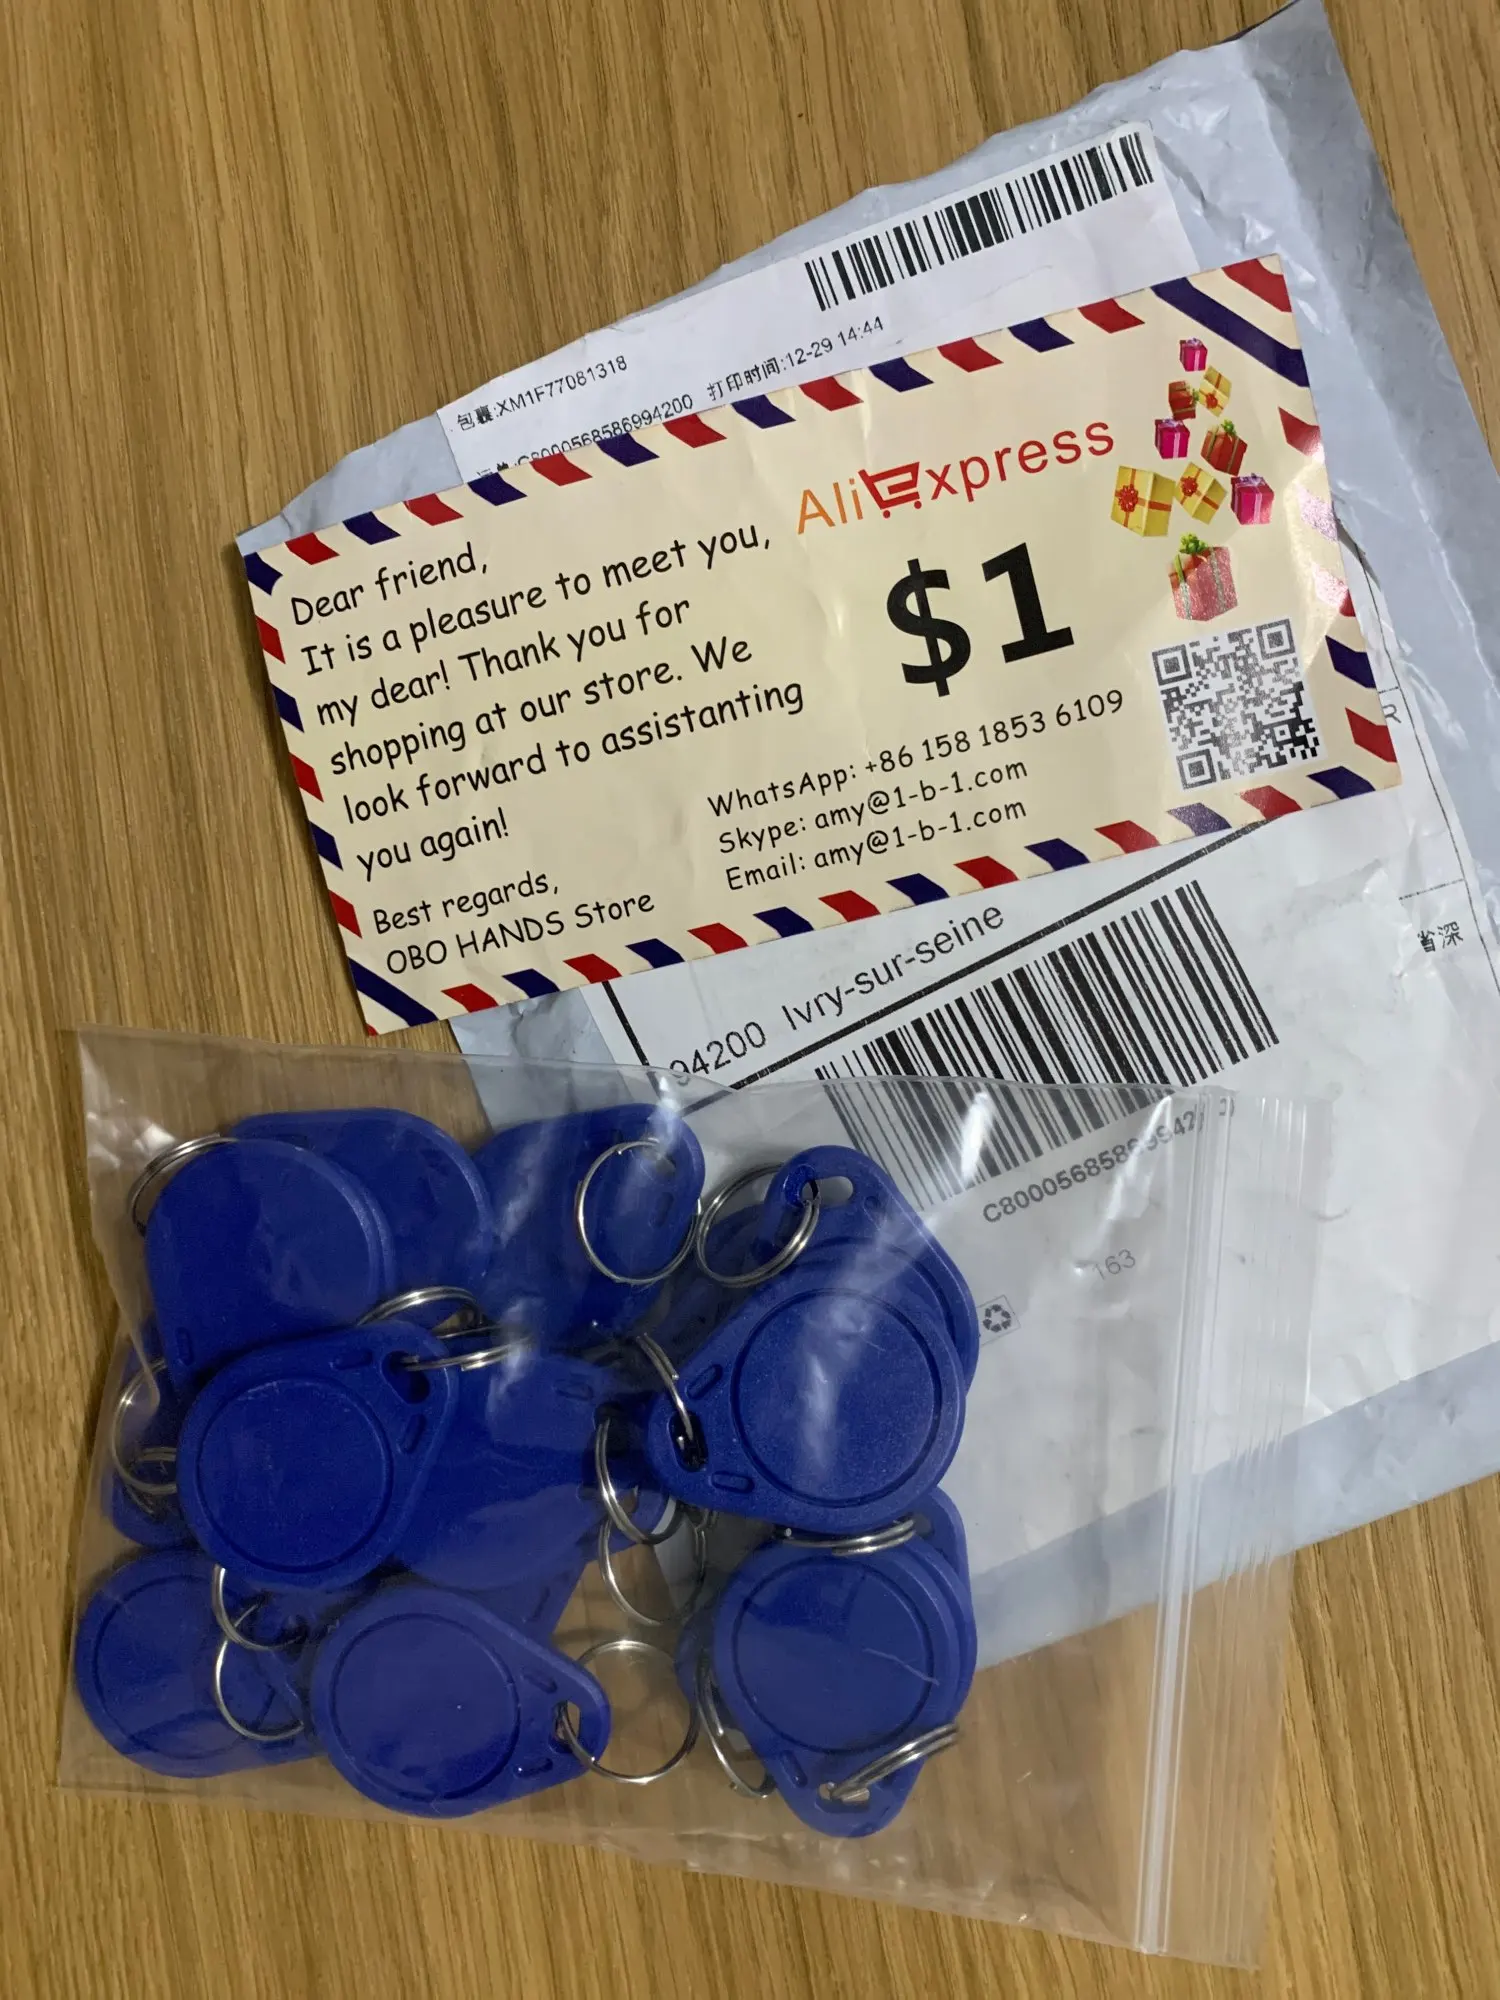 包裹:XM1F77081318
打印时间:12-29 14:44
AliExpress
$1
Dear friend,
It is a pleasure to meet you,
my dear! Thank you for
shopping at our store. We
look forward to assistanting
you again!
Best regards,
OBO HANDS Store
WhatsApp: +86 158 1853 6109
Skype: amy@1-b-1.com
Email: amy@1-b-1.com
94200 Ivry-sur-seine
省深
163